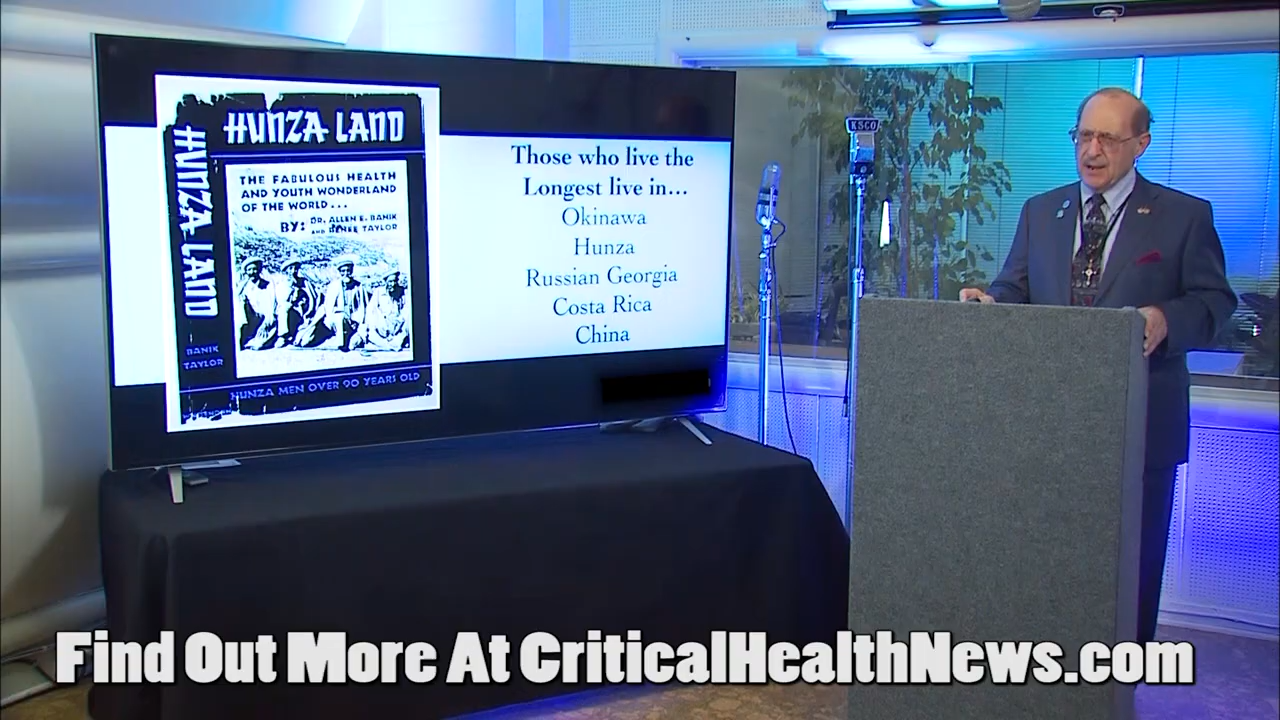 HUNZA LAND
HUNZA LAND
THE FABULOUS HEALTH
AND YOUTH WONDERLAND
OF THE WORLD...
BY: DR. ALLEN E. BANIK
AND RENEE TAYLOR
BANIK
TAYLOR
HUNZA MEN OVER 90 YEARS OLD
Those who live the
Longest live in...
Okinawa
Hunza
Russian Georgia
Costa Rica
China
KSCO
Find Out More At CriticalHealthNews.com